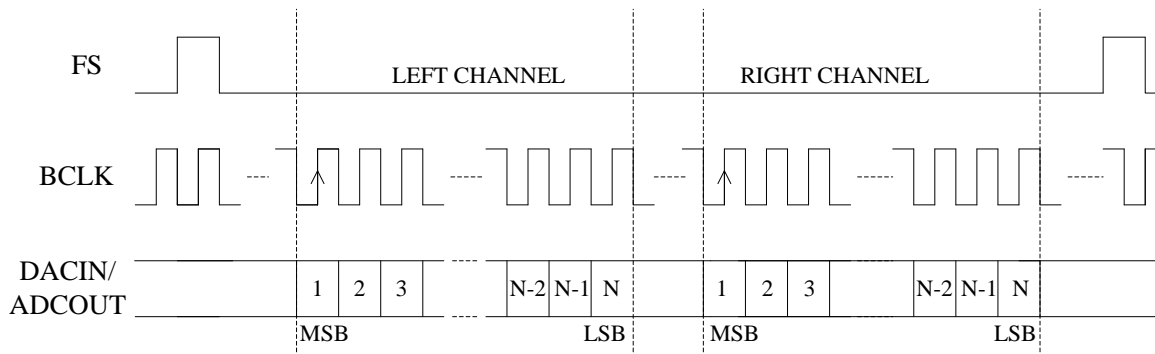 FS
LEFT CHANNEL RIGHT CHANNEL
BCLK
DACIN/
ADCOUT
1 2 3 N-2 N-1 N 1 2 3 N-2 N-1 N
MSB LSB MSB LSB